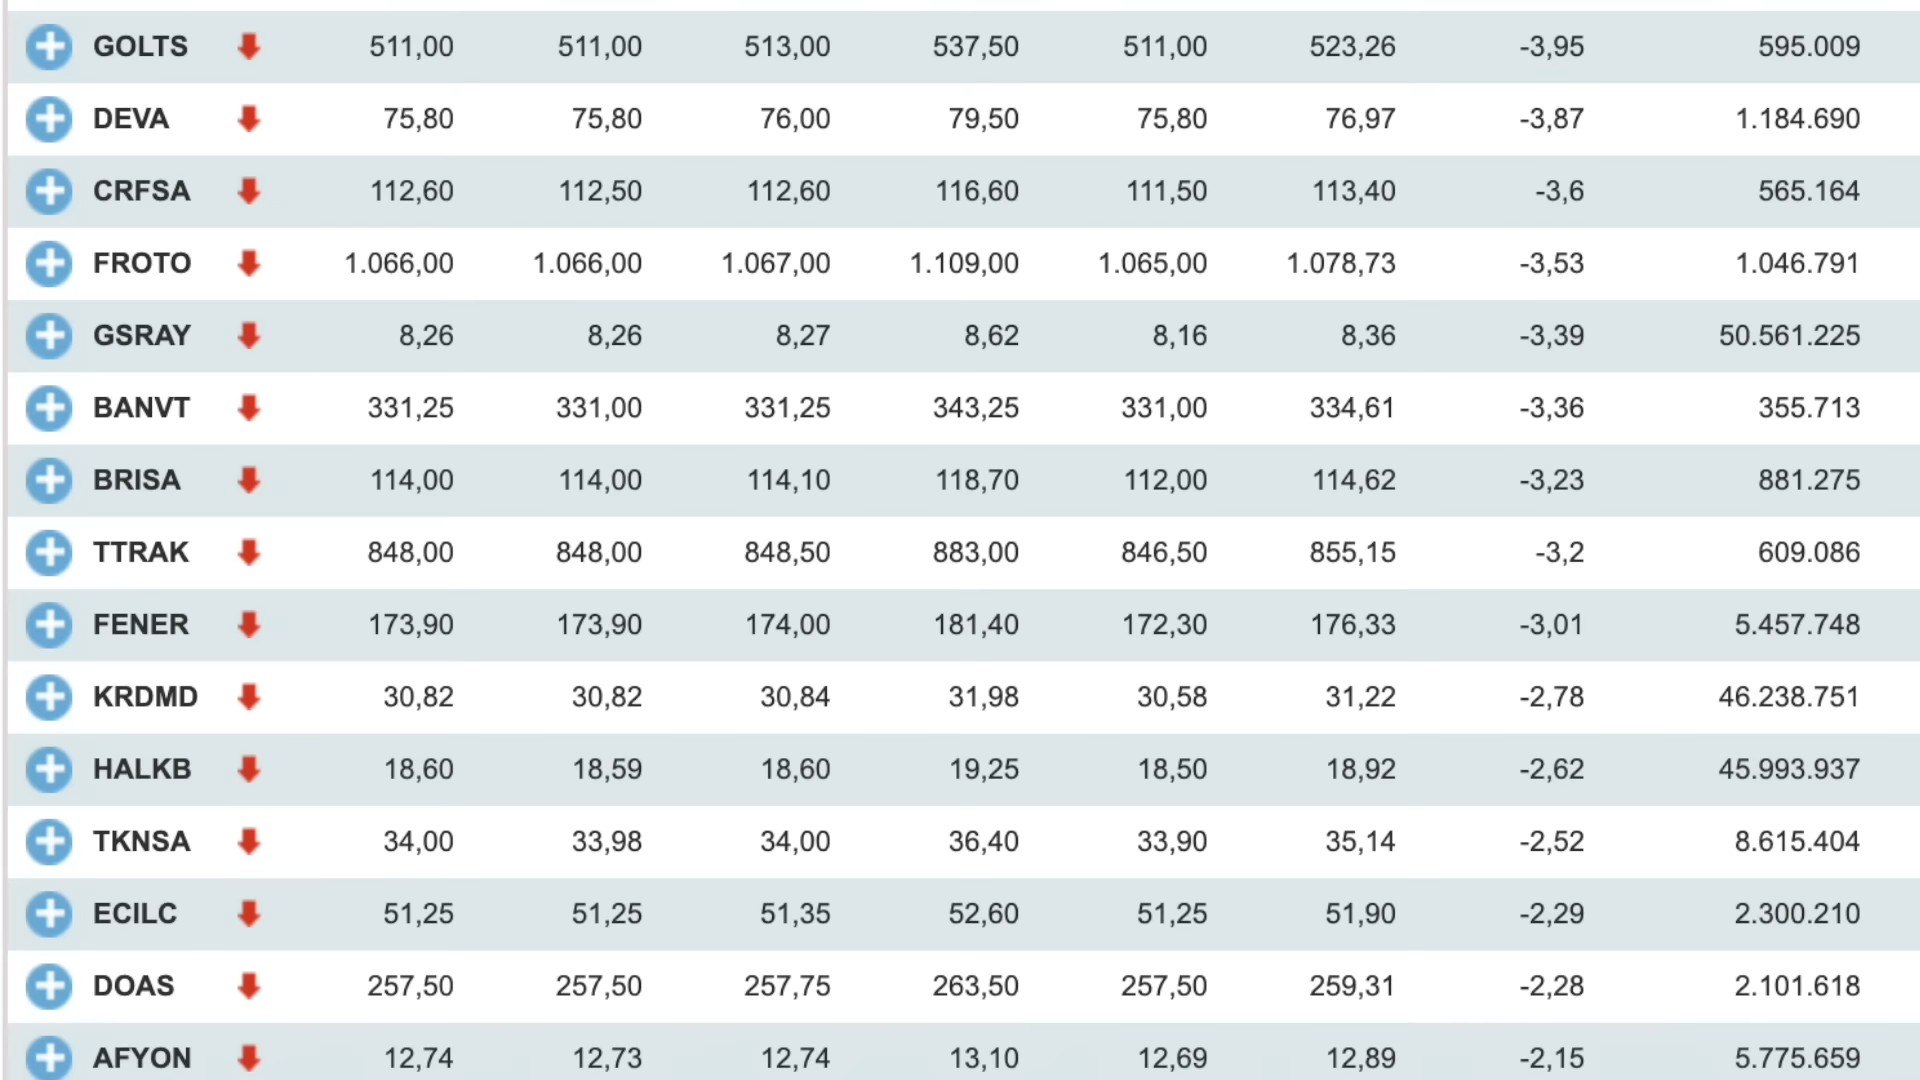 GOLTS 511,00 511,00 513,00 537,50 511,00 523,26 -3,95 595.009
DEVA 75,80 75,80 76,00 79,50 75,80 76,97 -3,87 1.184.690
CRFSA 112,60 112,50 112,60 116,60 111,50 113,40 -3,6 565.164
FROTO 1.066,00 1.066,00 1.067,00 1.109,00 1.065,00 1.078,73 -3,53 1.046.791
GSRAY 8,26 8,26 8,27 8,62 8,16 8,36 -3,39 50.561.225
BANVT 331,25 331,00 331,25 343,25 331,00 334,61 -3,36 355.713
BRISA 114,00 114,00 114,10 118,70 112,00 114,62 -3,23 881.275
TTRAK 848,00 848,00 848,50 883,00 846,50 855,15 -3,2 609.086
FENER 173,90 173,90 174,00 181,40 172,30 176,33 -3,01 5.457.748
KRDMD 30,82 30,82 30,84 31,98 30,58 31,22 -2,78 46.238.751
HALKB 18,60 18,59 18,60 19,25 18,50 18,92 -2,62 45.993.937
TKNSA 34,00 33,98 34,00 36,40 33,90 35,14 -2,52 8.615.404
ECILC 51,25 51,25 51,35 52,60 51,25 51,90 -2,29 2.300.210
DOAS 257,50 257,50 257,75 263,50 257,50 259,31 -2,28 2.101.618
AFYON 12,74 12,73 12,74 13,10 12,69 12,89 -2,15 5.775.659